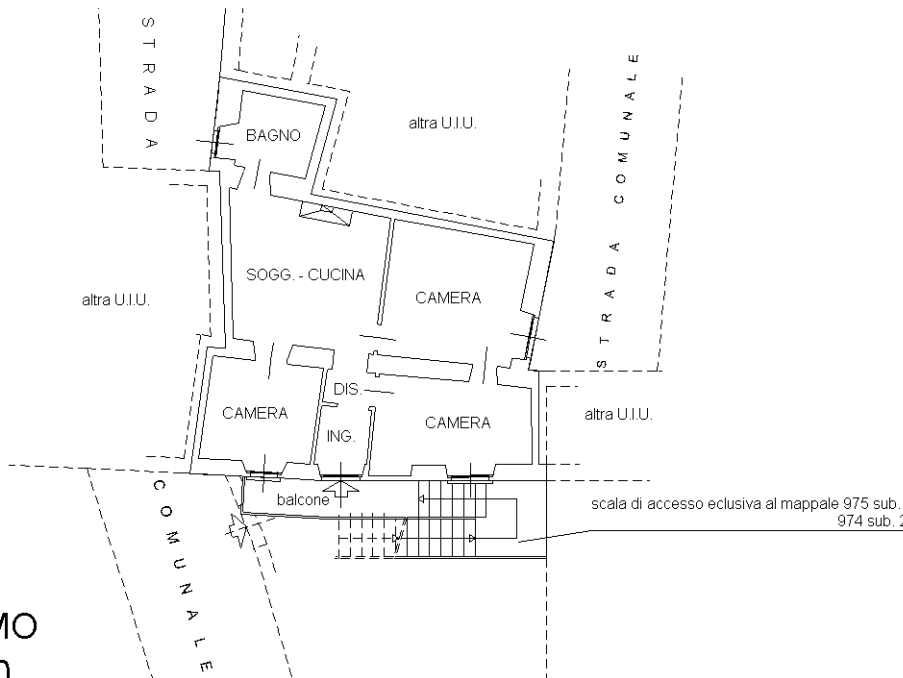 STRADA
BAGNO
altra U.I.U.
STRADA COMUNALE
SOGG. - CUCINA
CAMERA
altra U.I.U.
DIS.
CAMERA
ING.
CAMERA
altra U.I.U.
balcone
COMUNALE
scala di accesso eclusiva al mappale 975 sub.
974 sub. 2